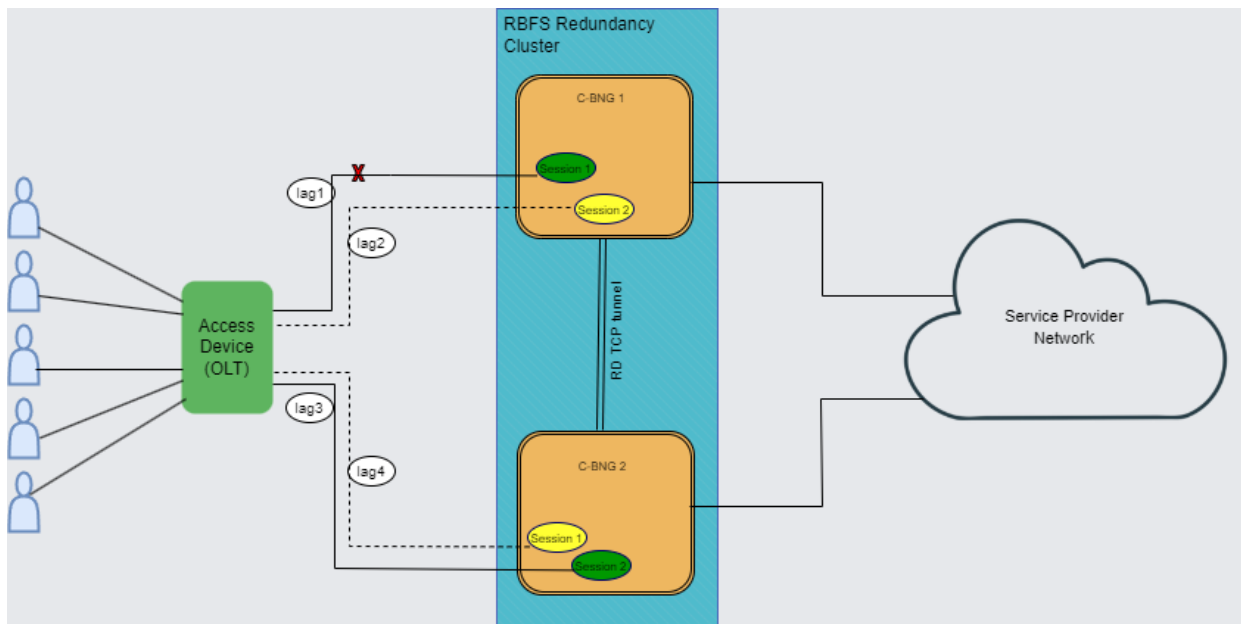 RBFS Redundancy
Cluster
C-BNG 1
Session 1
Session 2
X
lag1
lag2
Access
Device
(OLT)
RD TCP tunnel
Service Provider
Network
lag3
lag4
C-BNG 2
Session 1
Session 2